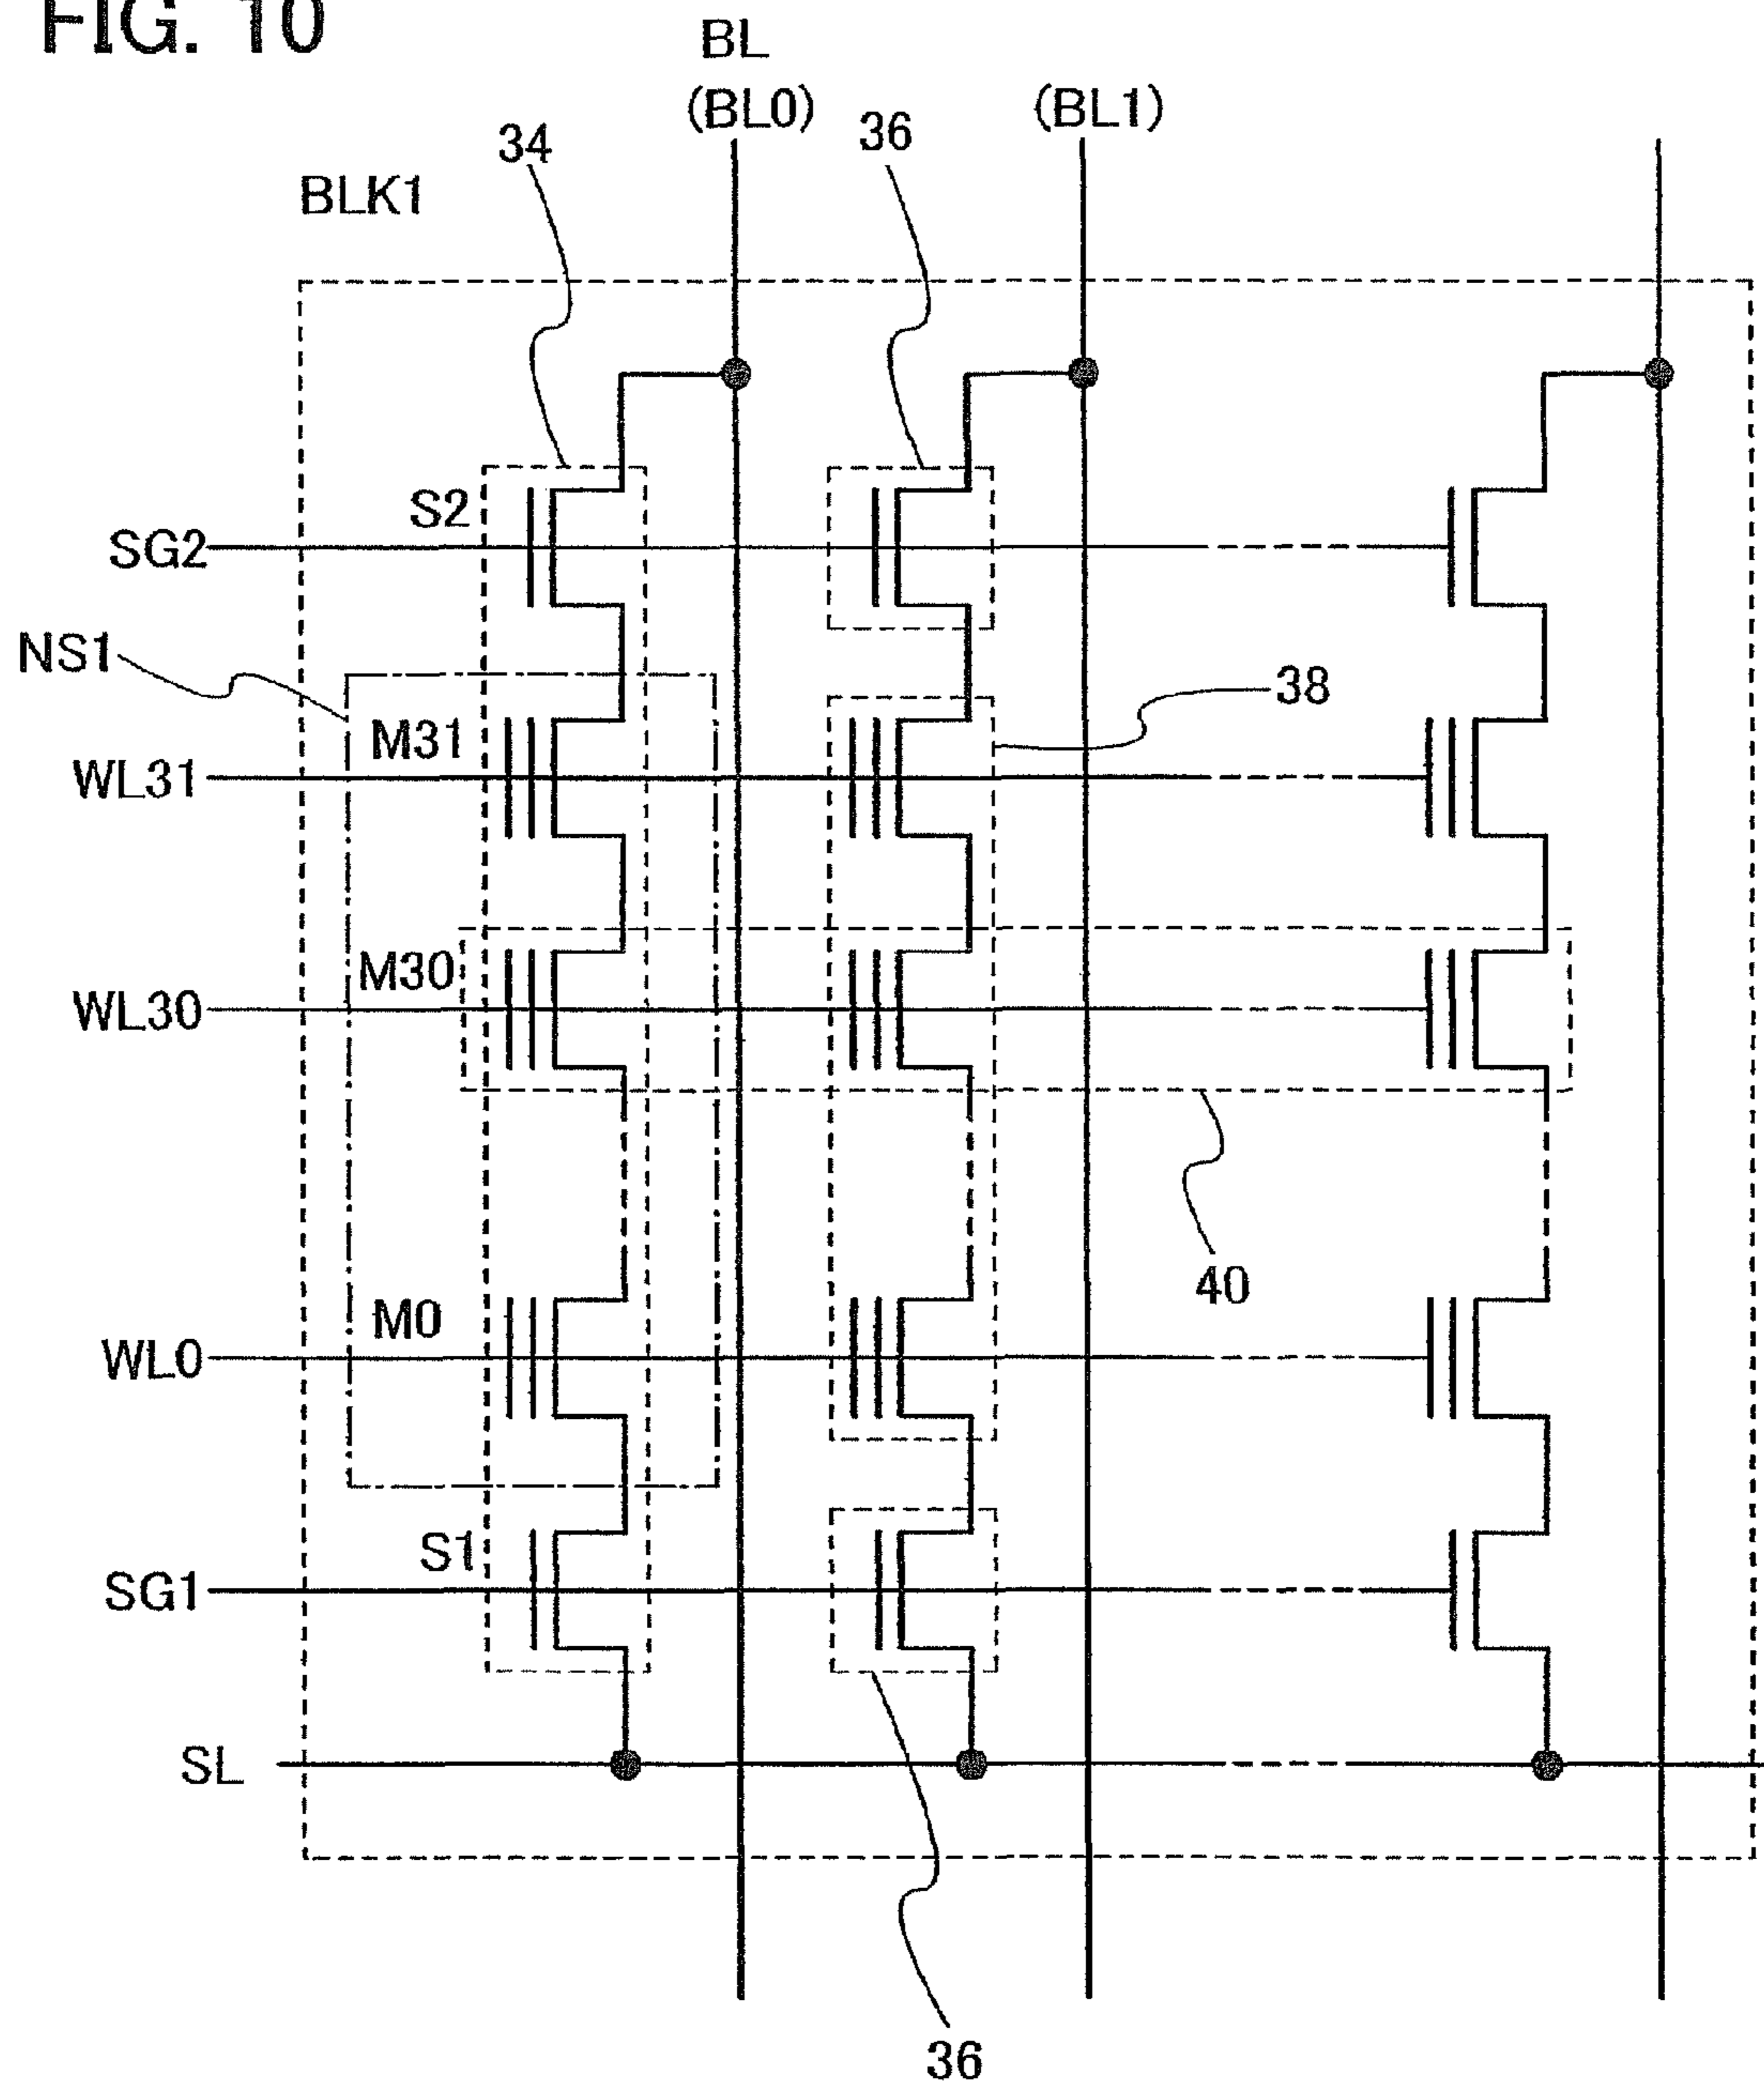 FIG. 10
BL
(BL0)
(BL1)
34
36
BLK1
S2
SG2
NS1
38
M31
WL31
M30
WL30
40
M0
WL0
S1
SG1
SL
36